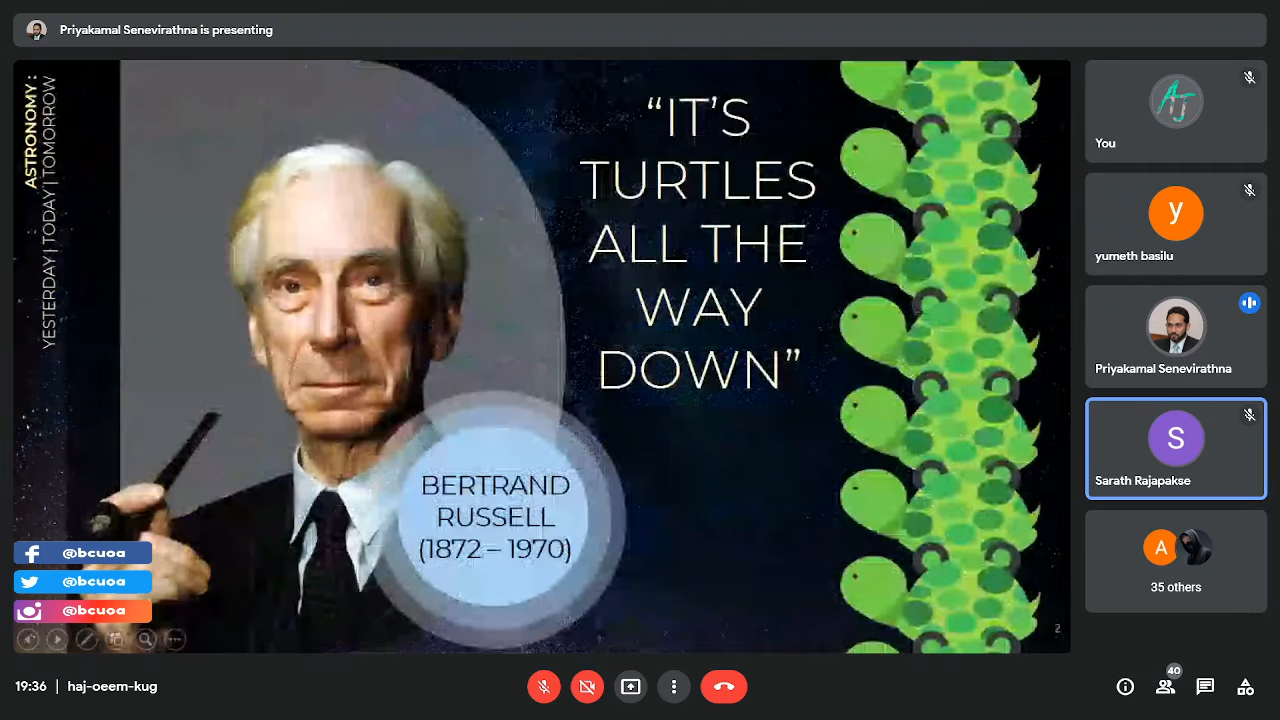 Priyakamal Senevirathna is presenting
ASTRONOMY :
YESTERDAY | TODAY | TOMORROW
“IT’S
TURTLES
ALL THE
WAY
DOWN”
BERTRAND
RUSSELL
(1872 – 1970)
@bcuoa
@bcuoa
@bcuoa
2
You
y
yumeth basilu
Priyakamal Senevirathna
S
Sarath Rajapakse
A
35 others
19:36 | haj-oeem-kug
40